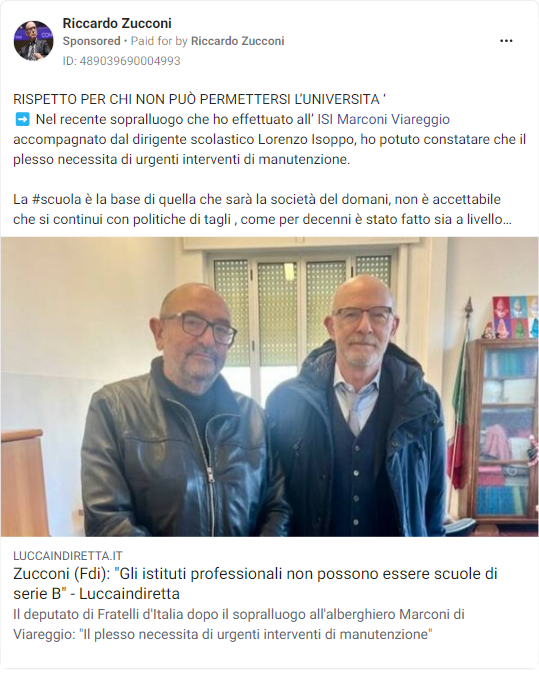 Riccardo Zucconi
Sponsored • Paid for by Riccardo Zucconi
ID: 489039690004993
RISPETTO PER CHI NON PUÒ PERMETTERSI L’UNIVERSITA ‘
➡️ Nel recente sopralluogo che ho effettuato all’ ISI Marconi Viareggio
accompagnato dal dirigente scolastico Lorenzo Isoppo, ho potuto constatare che il
plesso necessita di urgenti interventi di manutenzione.
La #scuola è la base di quella che sarà la società del domani, non è accettabile
che si continui con politiche di tagli , come per decenni è stato fatto sia a livello…
LUCCAINDIRETTA.IT
Zucconi (Fdi): "Gli istituti professionali non possono essere scuole di
serie B" - Luccaindiretta
Il deputato di Fratelli d'Italia dopo il sopralluogo all'alberghiero Marconi di
Viareggio: "Il plesso necessita di urgenti interventi di manutenzione"